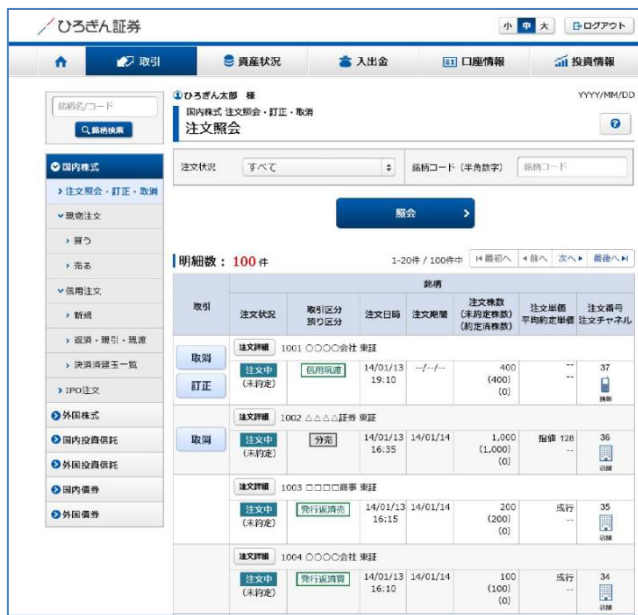 ひろぎん証券
小 中 大 ログアウト
取引 資産状況 入出金 口座情報 投資情報
銘柄名/コード
銘柄検索
国内株式
注文照会・訂正・取消
現物注文
買う
売る
信用注文
新規
返済・現引・現渡
決済済建玉一覧
IPO注文
外国株式
国内投資信託
外国投資信託
国内債券
外国債券
ひろぎん太郎 様 YYYY/MM/DD
国内株式 注文照会・訂正・取消
注文照会
注文状況 すべて 銘柄コード（半角数字） 銘柄コード
照会
明細数：100件 1-20件 / 100件中 最初へ 前へ 次へ 最後へ
取引 銘柄
注文状況 取引区分 預り区分 注文日時 注文期間 注文株数 (未約定株数) (約定済株数) 注文単価 平均約定単価 注文番号 注文チャネル
取消
訂正
注文詳細 1001 〇〇〇〇会社 東証
注文中 信用現渡 14/01/13 --/--/-- 400 -- 37
(未約定) 19:10 (400) --
(0) 携帯
取消
注文詳細 1002 △△△△証券 東証
注文中 分売 14/01/13 14/01/14 1,000 指値 128 36
(未約定) 16:35 (1,000) --
(0) 店舗
注文詳細 1003 □□□□商事 東証
注文中 発行返済売 14/01/13 14/01/14 200 成行 35
(未約定) 16:15 (200) --
(0) 店舗
注文詳細 1004 〇〇〇〇会社 東証
注文中 発行返済買 14/01/13 14/01/14 100 成行 34
(未約定) 16:10 (100) --
(0) 店舗